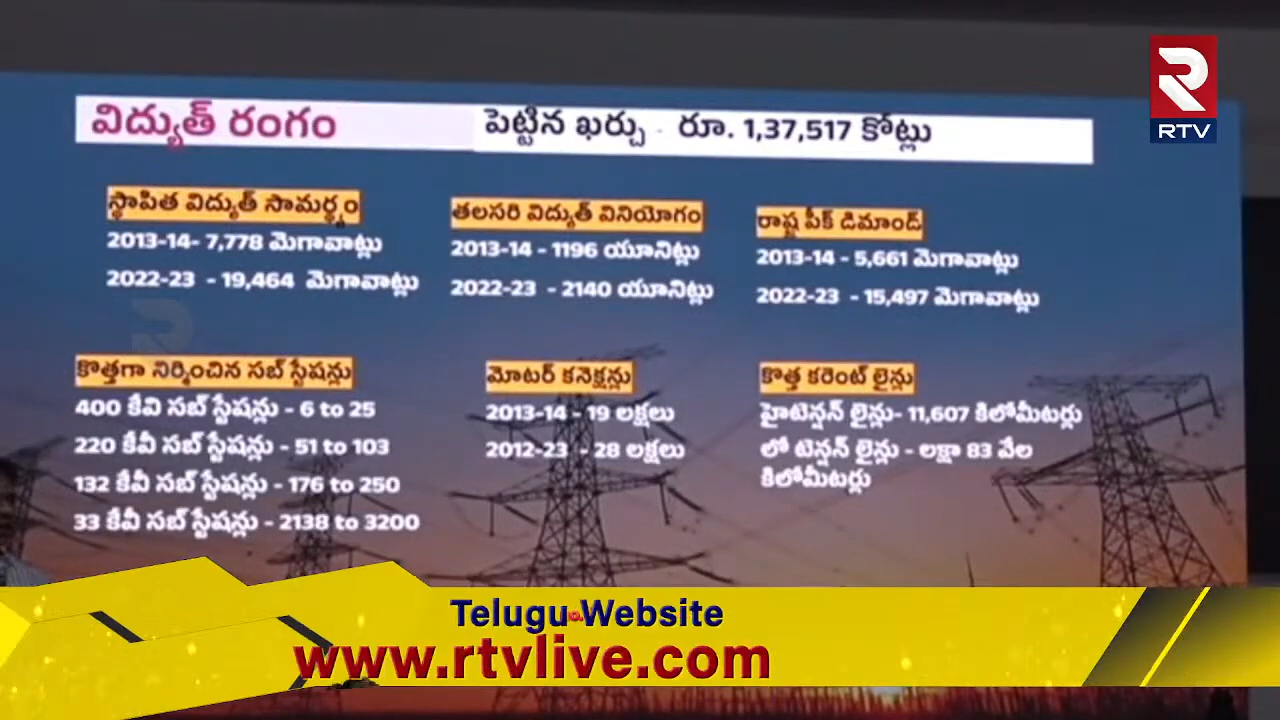 విద్యుత్ రంగం
పెట్టిన ఖర్చు - రూ. 1,37,517 కోట్లు
RTV
స్థాపిత విద్యుత్ సామర్థ్యం
2013-14- 7,778 మెగావాట్లు
2022-23 - 19,464 మెగావాట్లు
తలసరి విద్యుత్ వినియోగం
2013-14 - 1196 యూనిట్లు
2022-23 - 2140 యూనిట్లు
రాష్ట్ర పీక్ డిమాండ్
2013-14 - 5,661 మెగావాట్లు
2022-23 - 15,497 మెగావాట్లు
కొత్తగా నిర్మించిన సబ్ స్టేషన్లు
400 కేవి సబ్ స్టేషన్లు - 6 to 25
220 కేవీ సబ్ స్టేషన్లు - 51 to 103
132 కేవీ సబ్ స్టేషన్లు - 176 to 250
33 కేవీ సబ్ స్టేషన్లు - 2138 to 3200
మోటర్ కనెక్షన్లు
2013-14 - 19 లక్షలు
2012-23 - 28 లక్షలు
కొత్త కరెంట్ లైన్లు
హైటెన్షన్ లైన్లు- 11,607 కిలోమీటర్లు
లో టెన్షన్ లైన్లు - లక్షా 83 వేల
కిలోమీటర్లు
Telugu Website
www.rtvlive.com